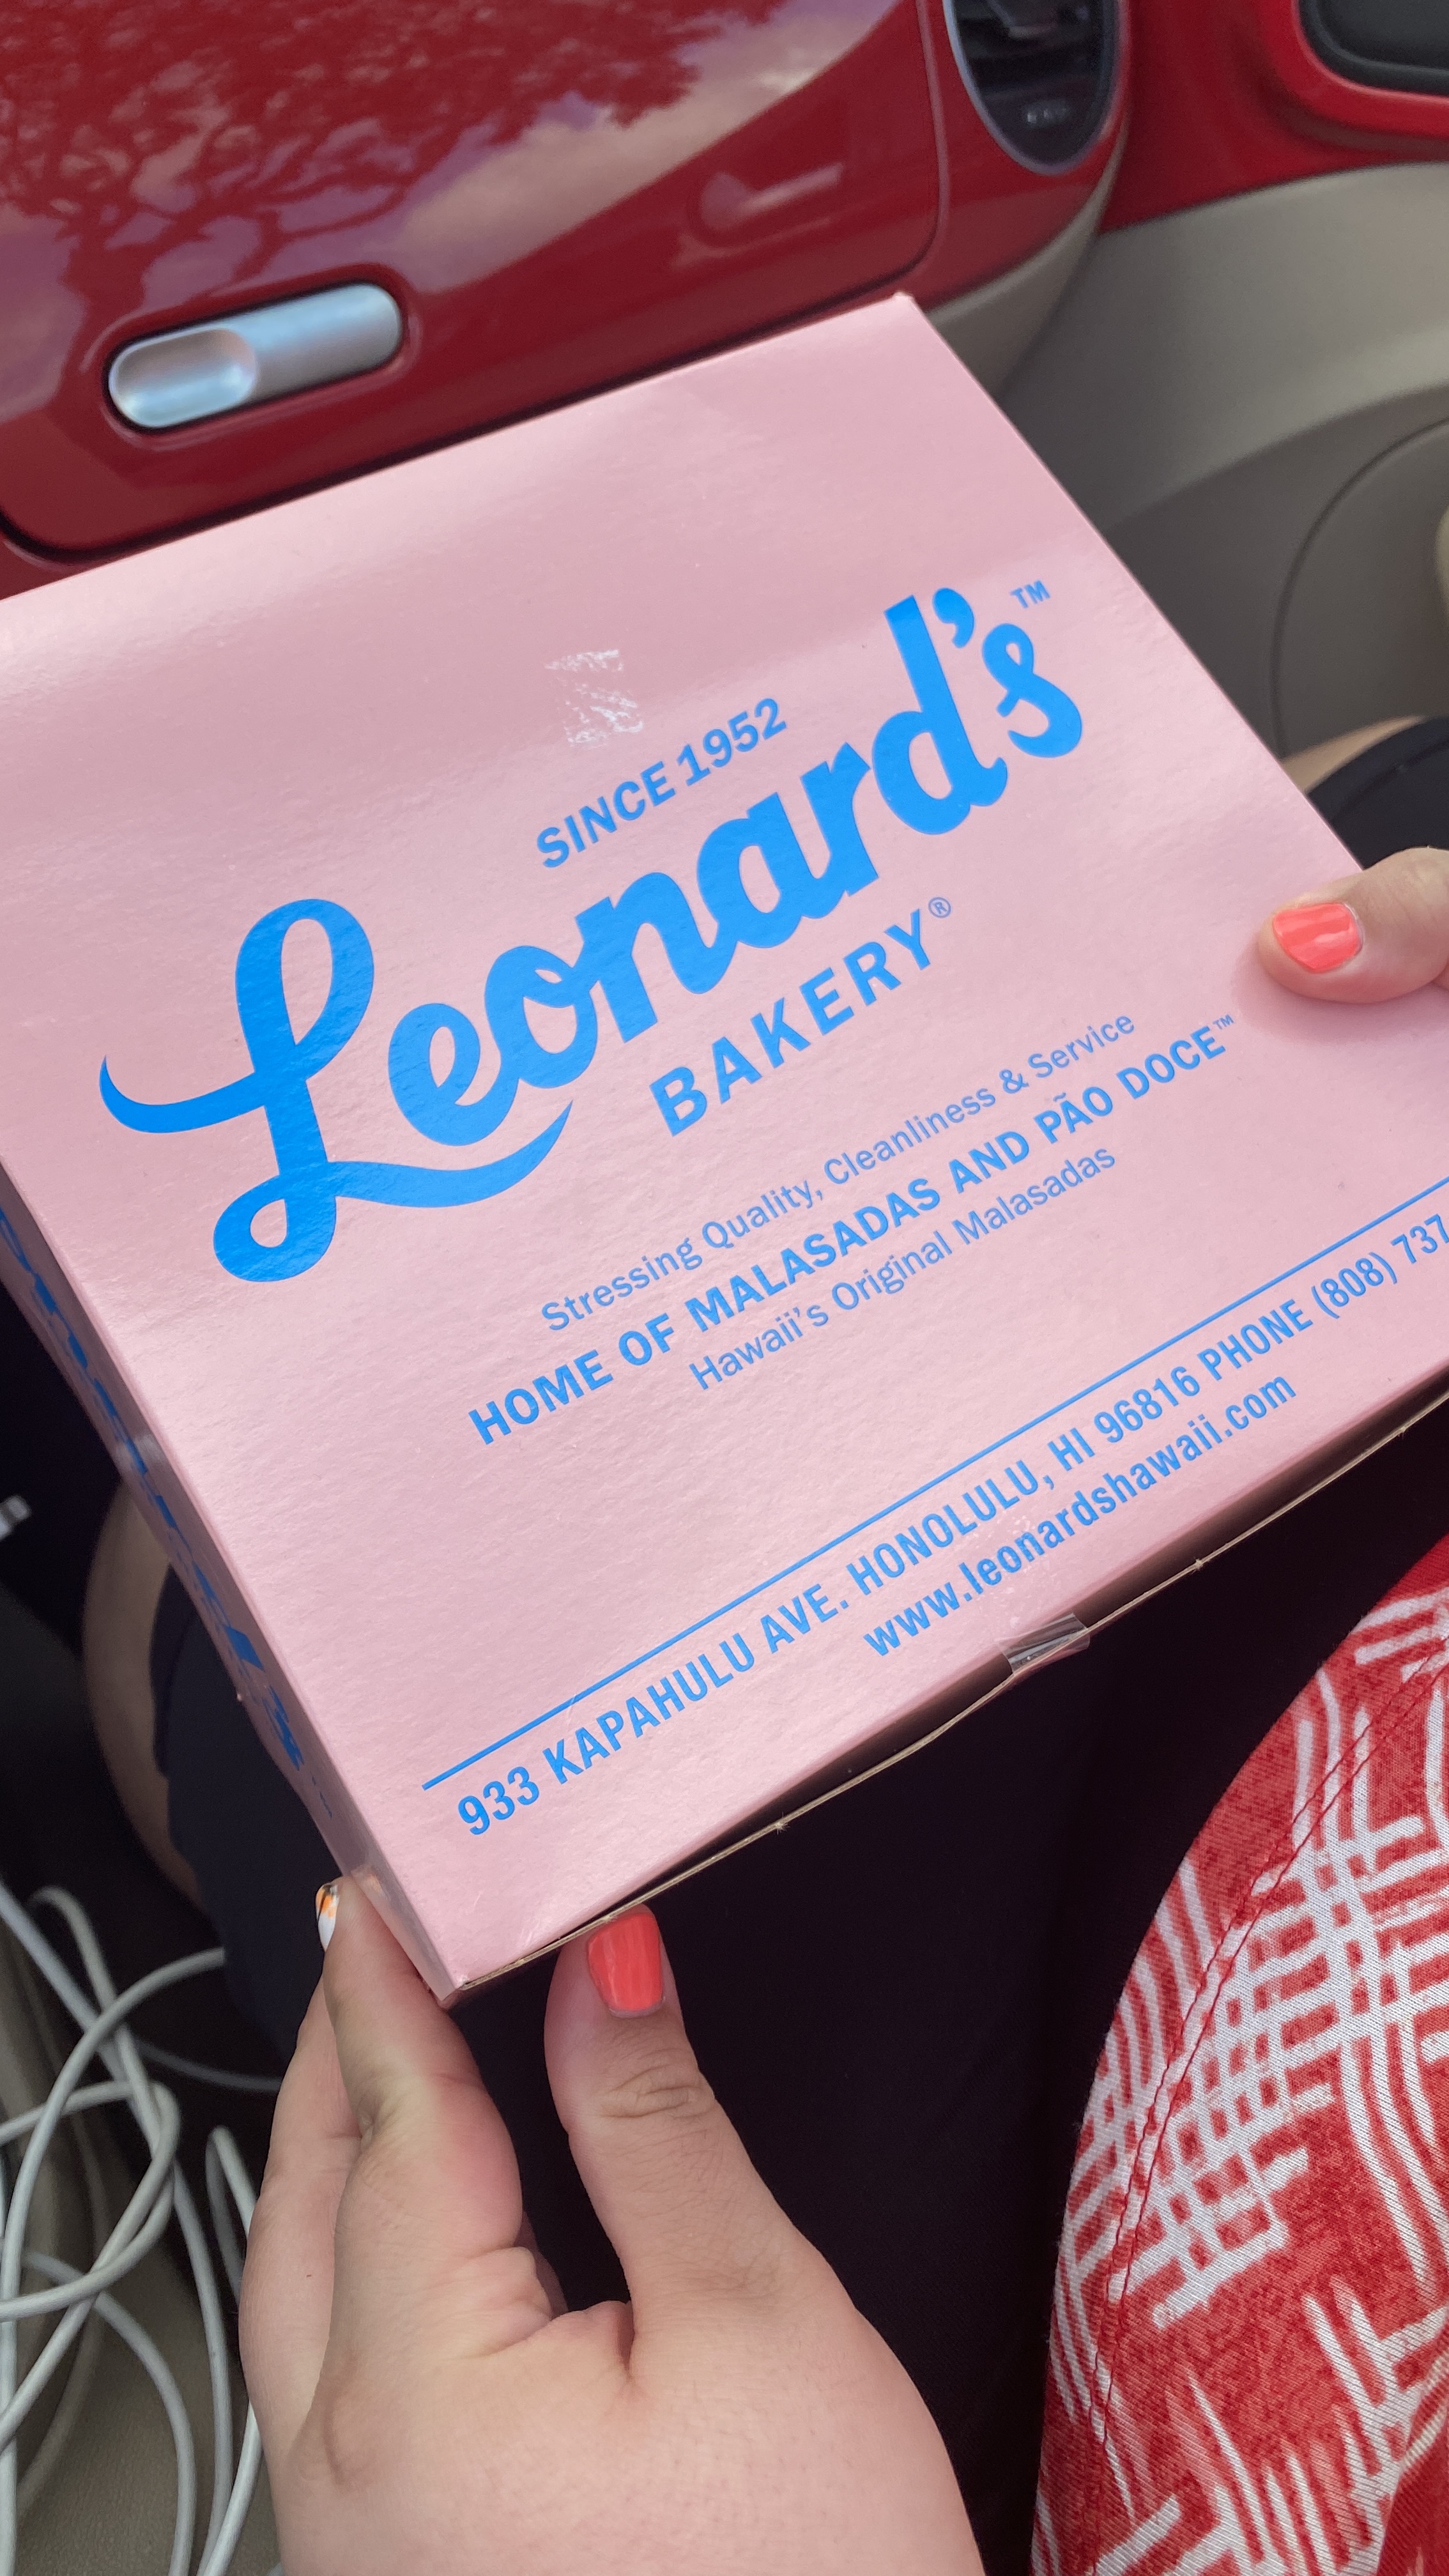 SINCE 1952
Leonard's™
BAKERY®
Stressing Quality, Cleanliness & Service
HOME OF MALASADAS AND PÃO DOCE™
Hawaii's Original Malasadas
933 KAPAHULU AVE. HONOLULU, HI 96816 PHONE (808) 737
www.leonardshawaii.com